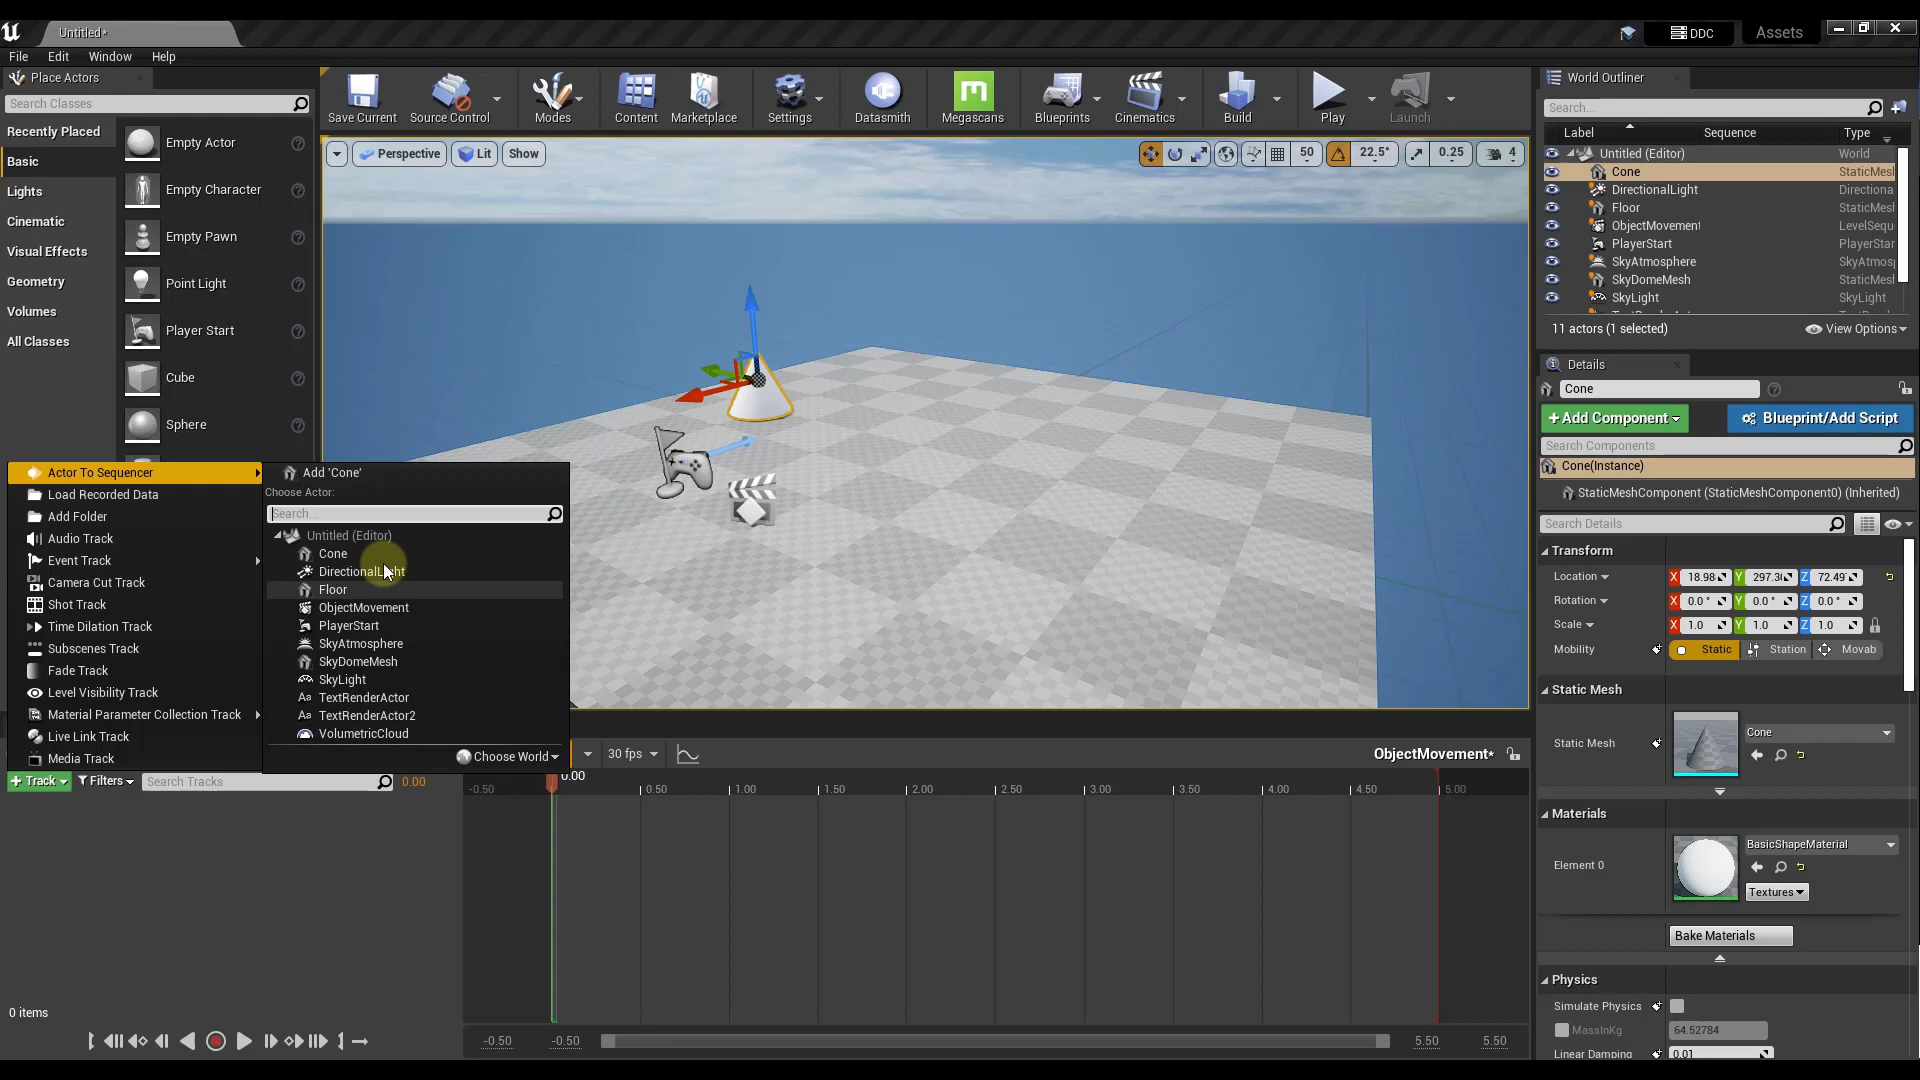 Untitled*
DDC
Assets
File Edit Window Help
Place Actors
Search Classes
Recently Placed
Basic
Lights
Cinematic
Visual Effects
Geometry
Volumes
All Classes
Empty Actor
Empty Character
Empty Pawn
Point Light
Player Start
Cube
Sphere
Save Current
Source Control
Modes
Content
Marketplace
Settings
Datasmith
Megascans
Blueprints
Cinematics
Build
Play
Launch
Perspective
Lit
Show
50
22.5°
0.25
4
World Outliner
Search...
Label Sequence Type
Untitled (Editor) World
Cone StaticMesh
DirectionalLight Directiona
Floor StaticMesh
ObjectMovement LevelSequ
PlayerStart PlayerStar
SkyAtmosphere SkyAtmosp
SkyDomeMesh StaticMesh
SkyLight SkyLight
11 actors (1 selected)
View Options
Details
Cone
+Add Component
Blueprint/Add Script
Search Components
Cone(Instance)
StaticMeshComponent (StaticMeshComponent0) (Inherited)
Search Details
Transform
Location X 18.98 Y 297.3 Z 72.49
Rotation X 0.0° Y 0.0° Z 0.0°
Scale X 1.0 Y 1.0 Z 1.0
Mobility Static Station Movab
Static Mesh
Static Mesh
Cone
Materials
Element 0
BasicShapeMaterial
Textures
Bake Materials
Physics
Simulate Physics
MassInKg 64.52784
Linear Damping 0.01
Actor To Sequencer
Load Recorded Data
Add Folder
Audio Track
Event Track
Camera Cut Track
Shot Track
Time Dilation Track
Subscenes Track
Fade Track
Level Visibility Track
Material Parameter Collection Track
Live Link Track
Media Track
Add 'Cone'
Choose Actor:
Search...
Untitled (Editor)
Cone
DirectionalLight
Floor
ObjectMovement
PlayerStart
SkyAtmosphere
SkyDomeMesh
SkyLight
TextRenderActor
TextRenderActor2
VolumetricCloud
Choose World
30 fps
ObjectMovement*
+ Track
Filters
Search Tracks
0.00
0.00
-0.50 0.50 1.00 1.50 2.00 2.50 3.00 3.50 4.00 4.50 5.00
0 items
-0.50 -0.50 5.50 5.50